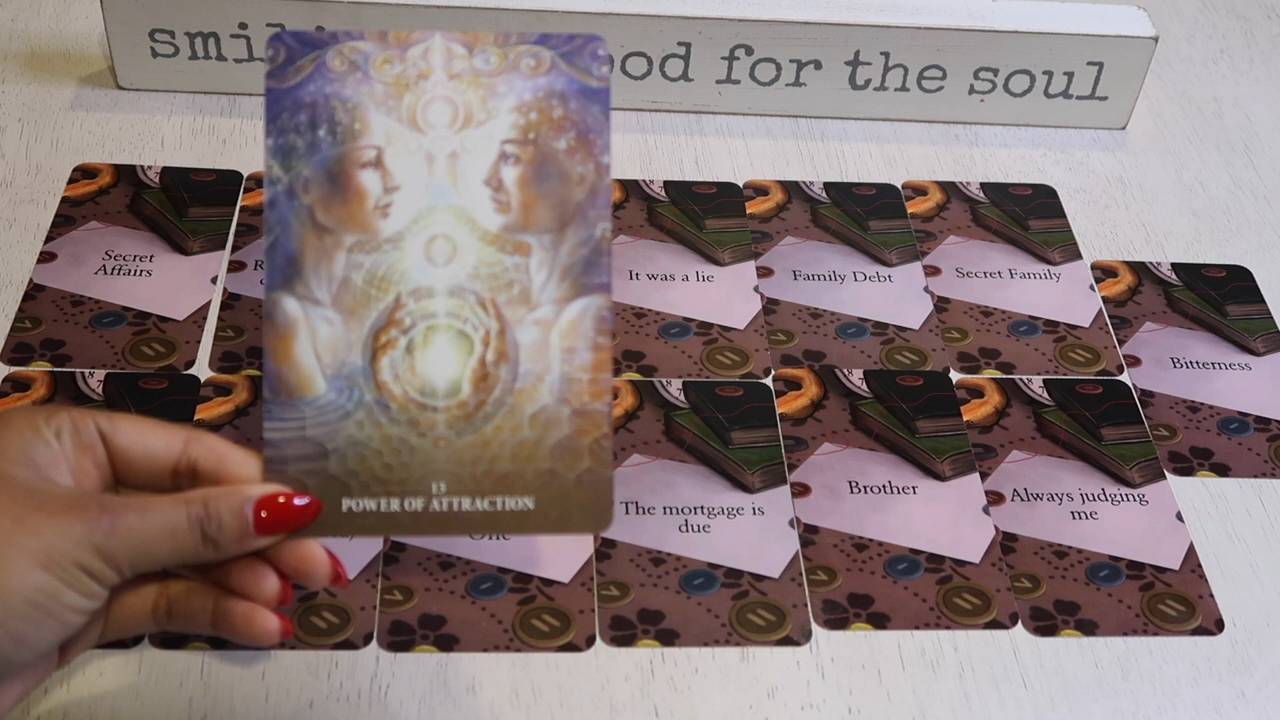 smil ood for the soul
Secret
Affairs
It was a lie
Family Debt
Secret Family
Bitterness
13
POWER OF ATTRACTION
One
The mortgage is
due
Brother
Always judging
me